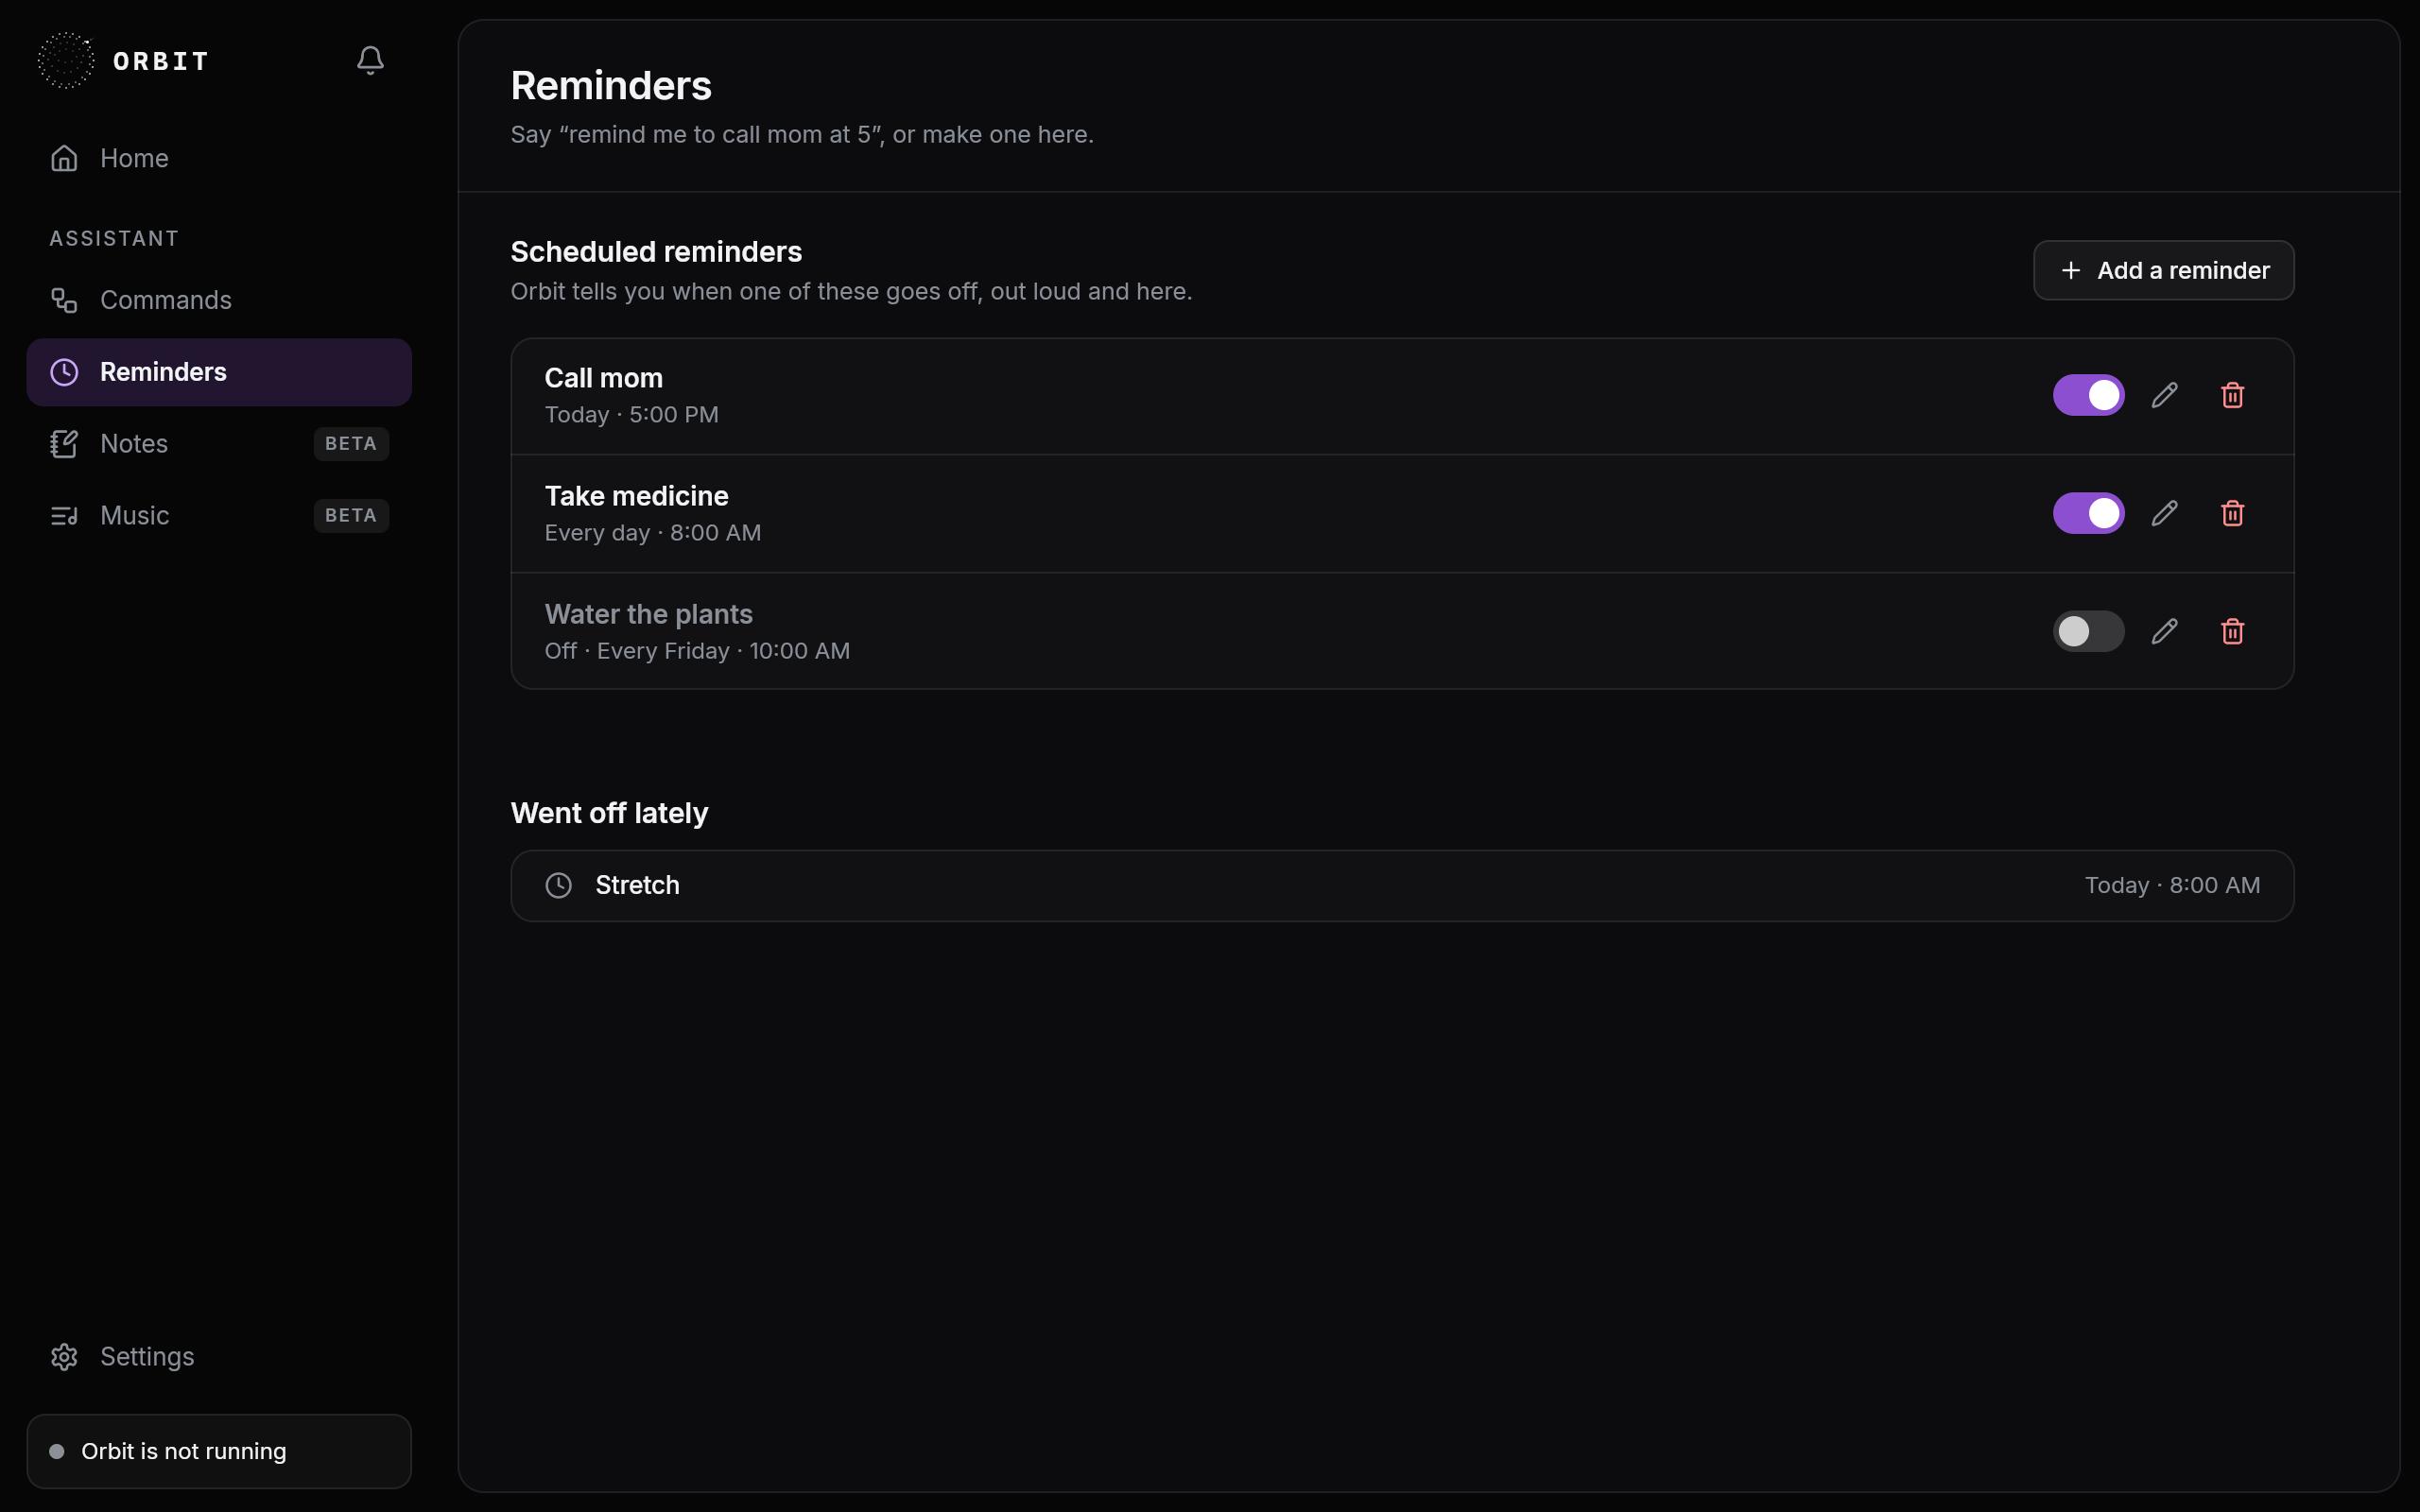 ORBIT
Home
ASSISTANT
Commands
Reminders
Notes BETA
Music BETA
Settings
Orbit is not running
Reminders
Say “remind me to call mom at 5”, or make one here.
Scheduled reminders
Orbit tells you when one of these goes off, out loud and here.
Add a reminder
Call mom
Today · 5:00 PM
Take medicine
Every day · 8:00 AM
Water the plants
Off · Every Friday · 10:00 AM
Went off lately
Stretch Today · 8:00 AM